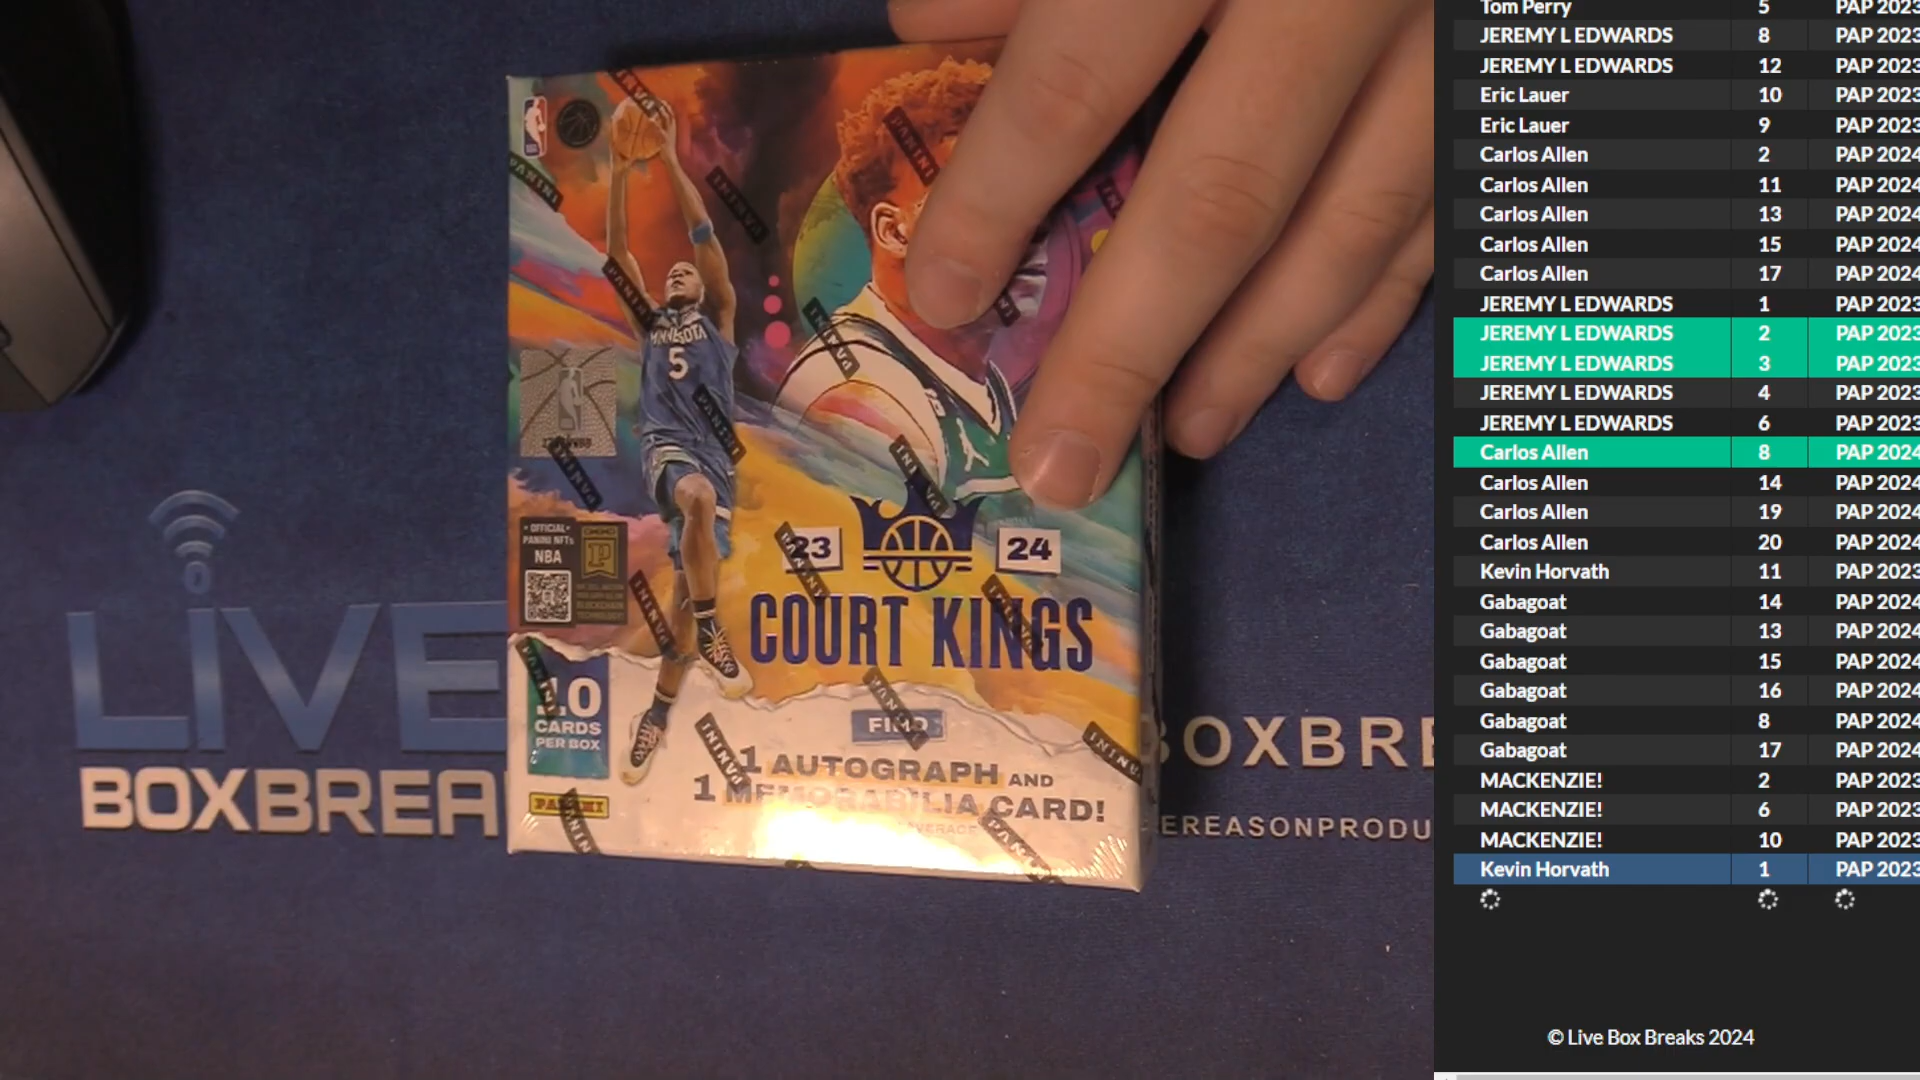 MINNESOTA
5
OFFICIAL
PANINI NFTs
NBA
23
24
COURT KINGS
CARDS
PER BOX
FIND
1 AUTOGRAPH AND
1 MEMORABILIA CARD!
PANINI
LIVE
BOXBREA
BOXBRE
EREASONPRODU
Tom Perry 5 PAP 2023
JEREMY L EDWARDS 8 PAP 2023
JEREMY L EDWARDS 12 PAP 2023
Eric Lauer 10 PAP 2023
Eric Lauer 9 PAP 2023
Carlos Allen 2 PAP 2024
Carlos Allen 11 PAP 2024
Carlos Allen 13 PAP 2024
Carlos Allen 15 PAP 2024
Carlos Allen 17 PAP 2024
JEREMY L EDWARDS 1 PAP 2023
JEREMY L EDWARDS 2 PAP 2023
JEREMY L EDWARDS 3 PAP 2023
JEREMY L EDWARDS 4 PAP 2023
JEREMY L EDWARDS 6 PAP 2023
Carlos Allen 8 PAP 2024
Carlos Allen 14 PAP 2024
Carlos Allen 19 PAP 2024
Carlos Allen 20 PAP 2024
Kevin Horvath 11 PAP 2023
Gabagoat 14 PAP 2024
Gabagoat 13 PAP 2024
Gabagoat 15 PAP 2024
Gabagoat 16 PAP 2024
Gabagoat 8 PAP 2024
Gabagoat 17 PAP 2024
MACKENZIE! 2 PAP 2023
MACKENZIE! 6 PAP 2023
MACKENZIE! 10 PAP 2023
Kevin Horvath 1 PAP 2023
© Live Box Breaks 2024